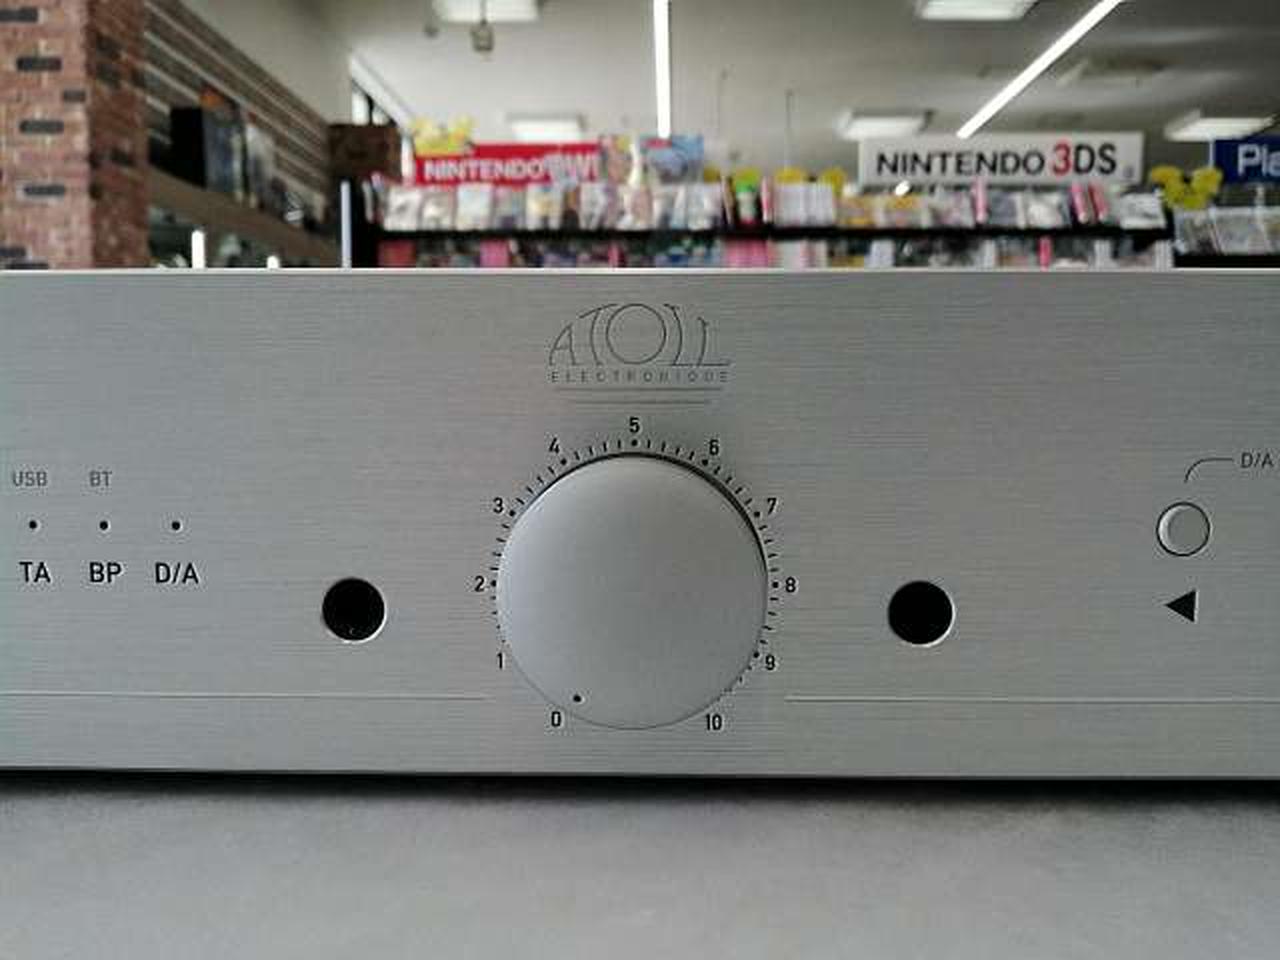 NINTENDO
NINTENDO 3DS
ATOLL
ELECTRONIQUE
5
4 6
3 7
USB BT
D/A
TA BP D/A
2 8
1 9
0 10